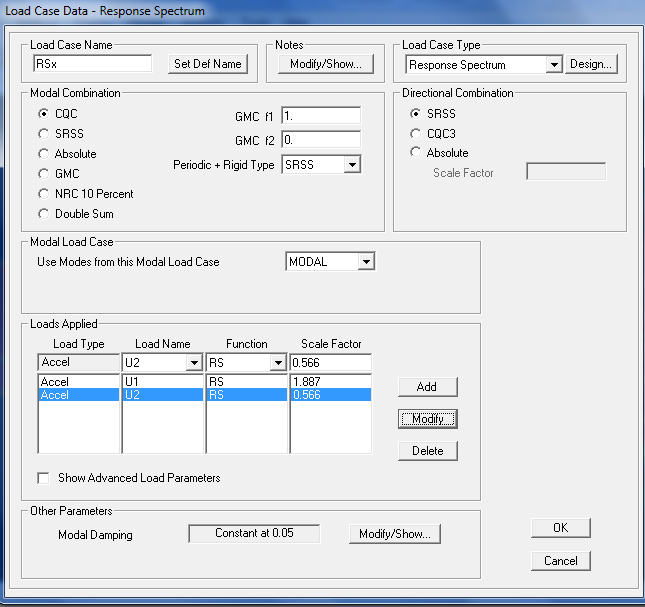 Load Case Data - Response Spectrum
Load Case Name
Notes
Load Case Type
RSx
Set Def Name
Modify/Show...
Response Spectrum
Design...
Modal Combination
Directional Combination
CQC
GMC f1
1.
SRSS
SRSS
GMC f2
0.
CQC3
Absolute
Periodic + Rigid Type
SRSS
Absolute
GMC
Scale Factor
NRC 10 Percent
Double Sum
Modal Load Case
Use Modes from this Modal Load Case
MODAL
Loads Applied
Load Type
Load Name
Function
Scale Factor
Accel
U2
RS
0.566
Accel
U1
RS
1.887
Accel
U2
RS
0.566
Add
Modify
Delete
Show Advanced Load Parameters
Other Parameters
Modal Damping
Constant at 0.05
Modify/Show...
OK
Cancel